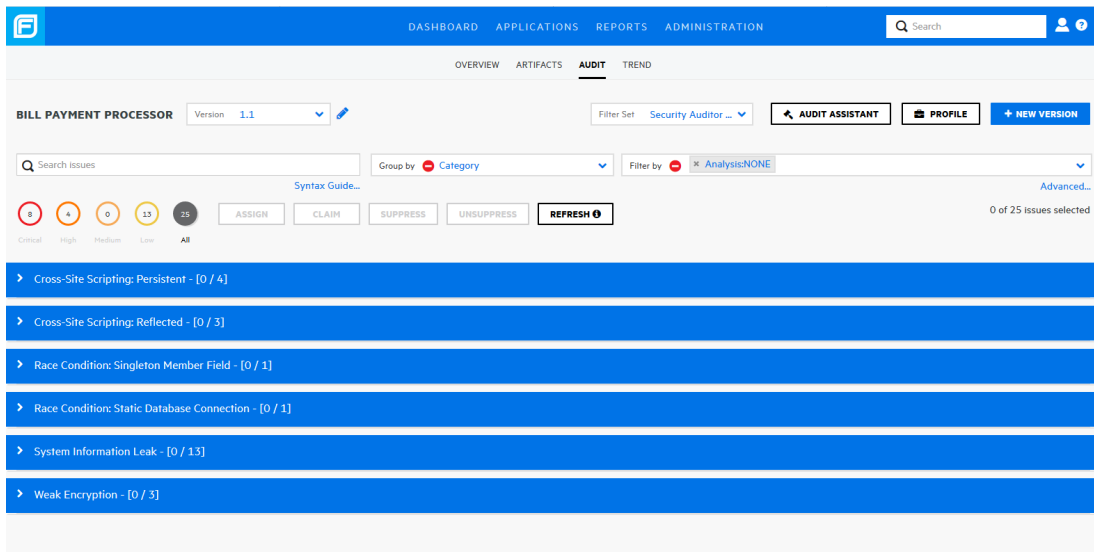 F
DASHBOARD APPLICATIONS REPORTS ADMINISTRATION Search ?
OVERVIEW ARTIFACTS AUDIT TREND
BILL PAYMENT PROCESSOR Version 1.1 Filter Set Security Auditor ... AUDIT ASSISTANT PROFILE + NEW VERSION
Search issues Group by Category Filter by × Analysis:NONE
Syntax Guide... Advanced...
8 4 0 13 25 ASSIGN CLAIM SUPPRESS UNSUPPRESS REFRESH 0 of 25 issues selected
Critical High Medium Low All
Cross-Site Scripting: Persistent - [0 / 4]
Cross-Site Scripting: Reflected - [0 / 3]
Race Condition: Singleton Member Field - [0 / 1]
Race Condition: Static Database Connection - [0 / 1]
System Information Leak - [0 / 13]
Weak Encryption - [0 / 3]